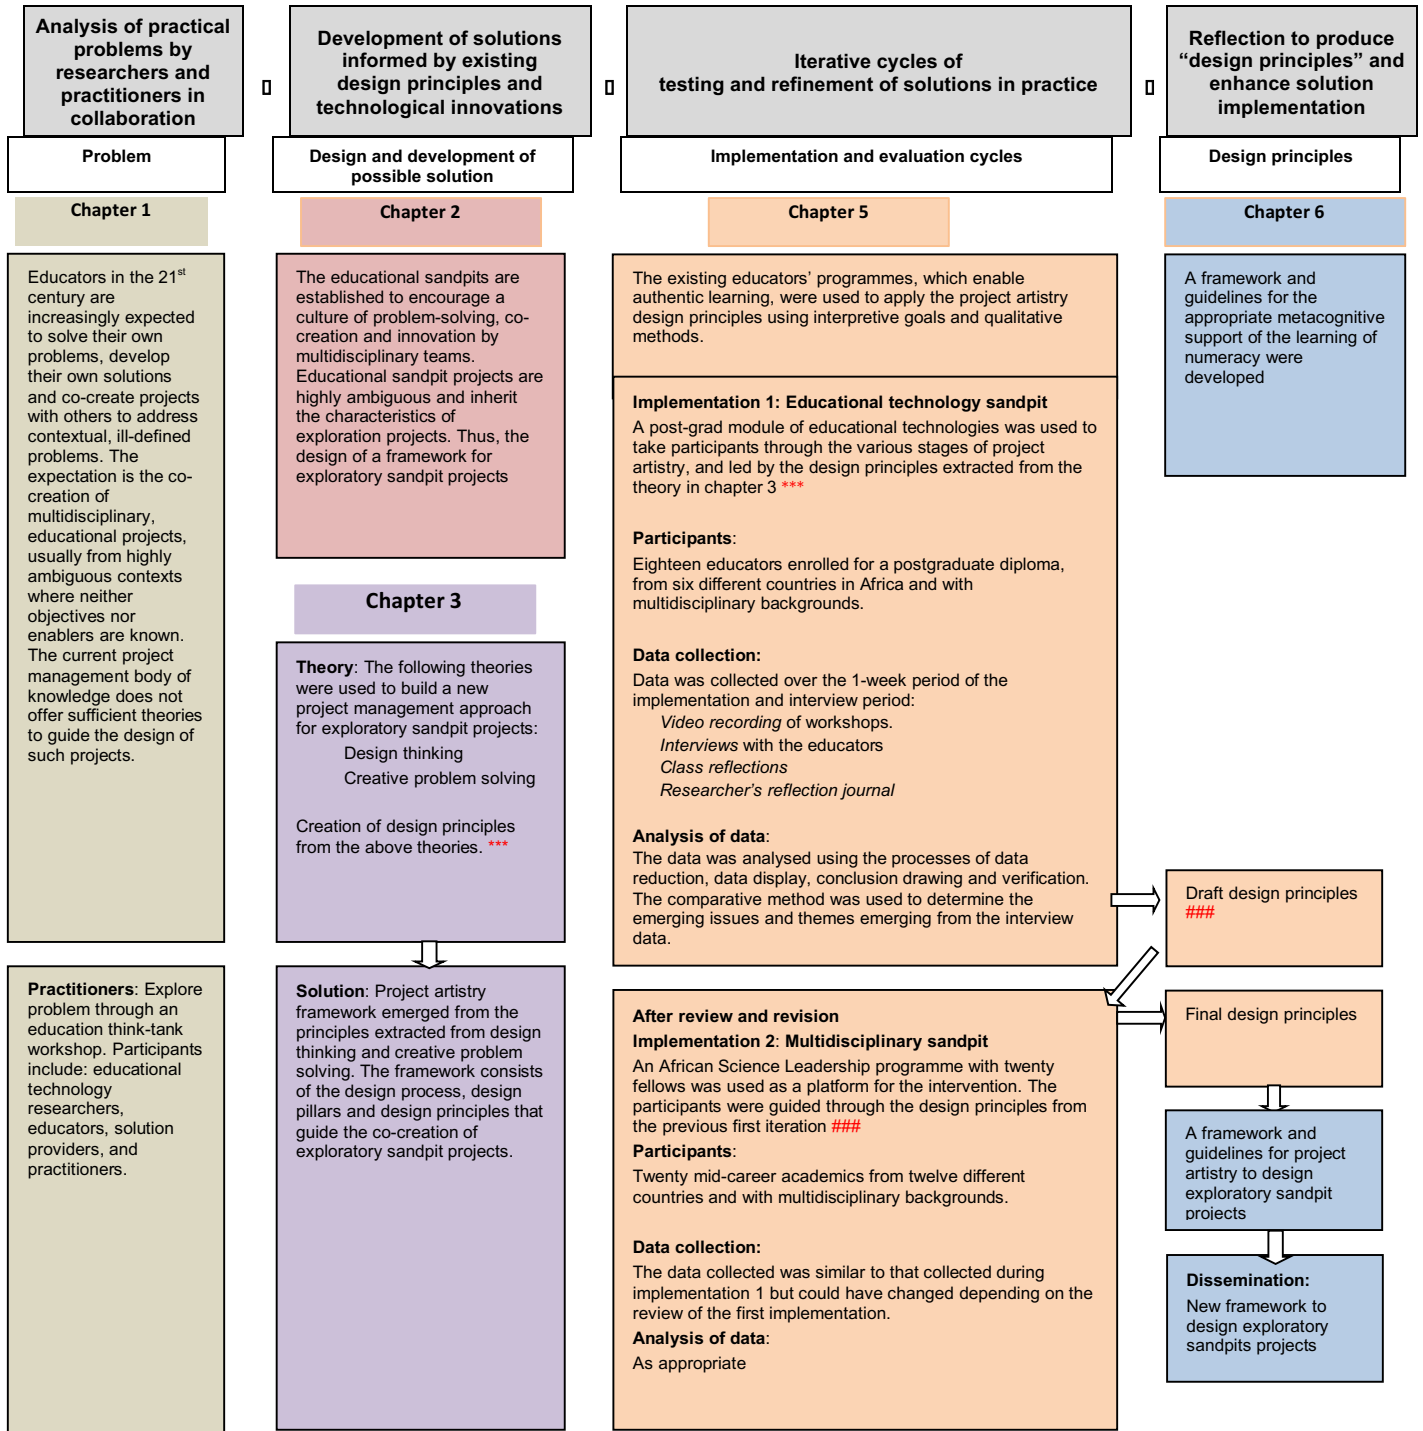 Analysis of practical
problems by
researchers and
practitioners in
collaboration
Development of solutions
informed by existing
design principles and
technological innovations
Iterative cycles of
testing and refinement of solutions in practice
Reflection to produce
“design principles” and
enhance solution
implementation
Problem
Design and development of
possible solution
Implementation and evaluation cycles
Design principles
Chapter 1
Chapter 2
Chapter 5
Chapter 6
Educators in the 21st
century are
increasingly expected
to solve their own
problems, develop
their own solutions
and co-create projects
with others to address
contextual, ill-defined
problems. The
expectation is the co-
creation of
multidisciplinary,
educational projects,
usually from highly
ambiguous contexts
where neither
objectives nor
enablers are known.
The current project
management body of
knowledge does not
offer sufficient theories
to guide the design of
such projects.
Practitioners: Explore
problem through an
education think-tank
workshop. Participants
include: educational
technology
researchers,
educators, solution
providers, and
practitioners.
The educational sandpits are
established to encourage a
culture of problem-solving, co-
creation and innovation by
multidisciplinary teams.
Educational sandpit projects are
highly ambiguous and inherit
the characteristics of
exploration projects. Thus, the
design of a framework for
exploratory sandpit projects
Chapter 3
Theory: The following theories
were used to build a new
project management approach
for exploratory sandpit projects:
Design thinking
Creative problem solving
Creation of design principles
from the above theories. ***
Solution: Project artistry
framework emerged from the
principles extracted from design
thinking and creative problem
solving. The framework consists
of the design process, design
pillars and design principles that
guide the co-creation of
exploratory sandpit projects.
The existing educators’ programmes, which enable
authentic learning, were used to apply the project artistry
design principles using interpretive goals and qualitative
methods.
Implementation 1: Educational technology sandpit
A post-grad module of educational technologies was used to
take participants through the various stages of project
artistry, and led by the design principles extracted from the
theory in chapter 3 ***
Participants:
Eighteen educators enrolled for a postgraduate diploma,
from six different countries in Africa and with
multidisciplinary backgrounds.
Data collection:
Data was collected over the 1-week period of the
implementation and interview period:
Video recording of workshops.
Interviews with the educators
Class reflections
Researcher’s reflection journal
Analysis of data:
The data was analysed using the processes of data
reduction, data display, conclusion drawing and verification.
The comparative method was used to determine the
emerging issues and themes emerging from the interview
data.
After review and revision
Implementation 2: Multidisciplinary sandpit
An African Science Leadership programme with twenty
fellows was used as a platform for the intervention. The
participants were guided through the design principles from
the previous first iteration ###
Participants:
Twenty mid-career academics from twelve different
countries and with multidisciplinary backgrounds.
Data collection:
The data collected was similar to that collected during
implementation 1 but could have changed depending on the
review of the first implementation.
Analysis of data:
As appropriate
A framework and
guidelines for the
appropriate metacognitive
support of the learning of
numeracy were
developed
Draft design principles
###
Final design principles
A framework and
guidelines for project
artistry to design
exploratory sandpit
projects
Dissemination:
New framework to
design exploratory
sandpits projects